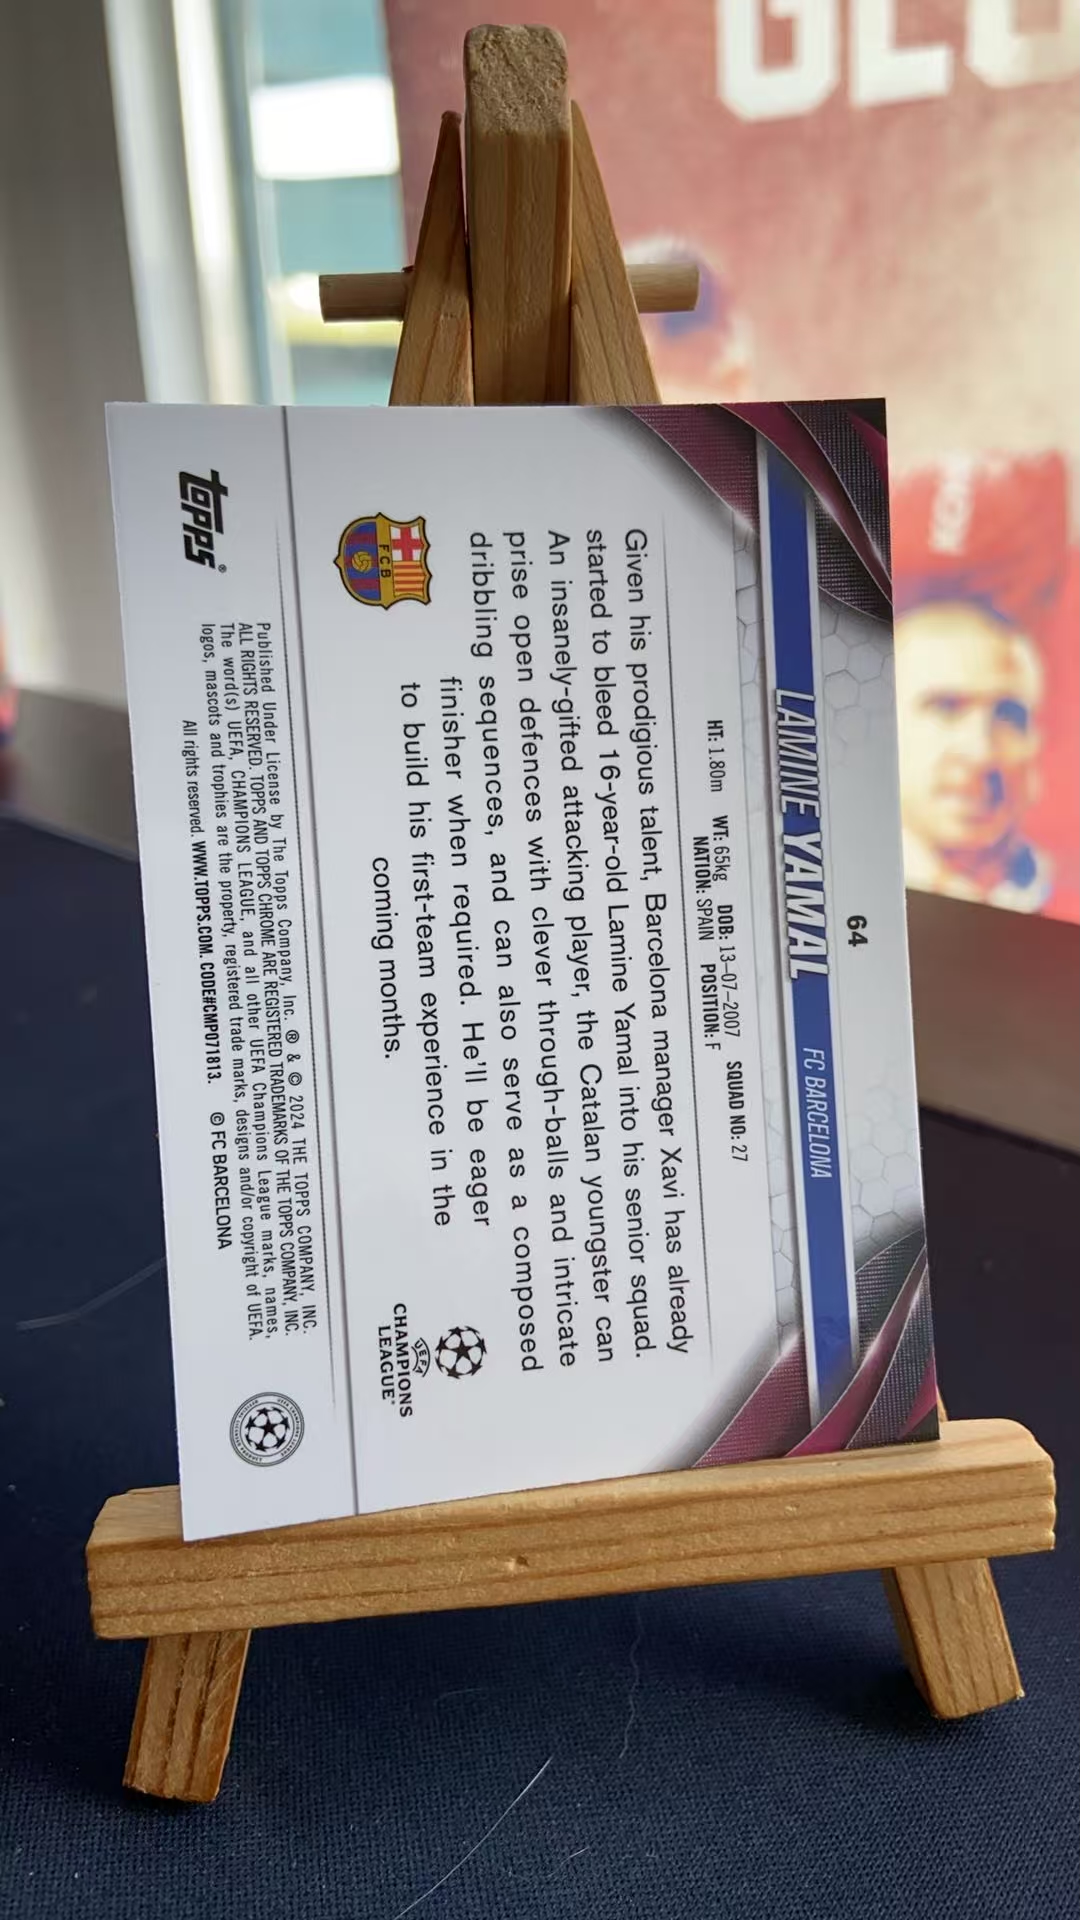 64
LAMINE YAMAL FC BARCELONA
HT: 1.80m WT: 65kg DOB: 13-07-2007 SQUAD NO: 27
NATION: SPAIN POSITION: F
Given his prodigious talent, Barcelona manager Xavi has already
started to bleed 16-year-old Lamine Yamal into his senior squad.
An insanely-gifted attacking player, the Catalan youngster can
prise open defences with clever through-balls and intricate
dribbling sequences, and can also serve as a composed
finisher when required. He'll be eager
to build his first-team experience in the
coming months.
FCB
UEFA
CHAMPIONS
LEAGUE®
topps®
Published Under License by The Topps Company, Inc. ® & © 2024 THE TOPPS COMPANY, INC.
ALL RIGHTS RESERVED. TOPPS AND TOPPS CHROME ARE REGISTERED TRADEMARKS OF THE TOPPS COMPANY, INC.
The word(s) UEFA, CHAMPIONS LEAGUE, and all other UEFA Champions League marks, names,
logos, mascots and trophies are the property, registered trade marks, designs and/or copyright of UEFA.
All rights reserved. WWW.TOPPS.COM. CODE#CMP071813. © FC BARCELONA